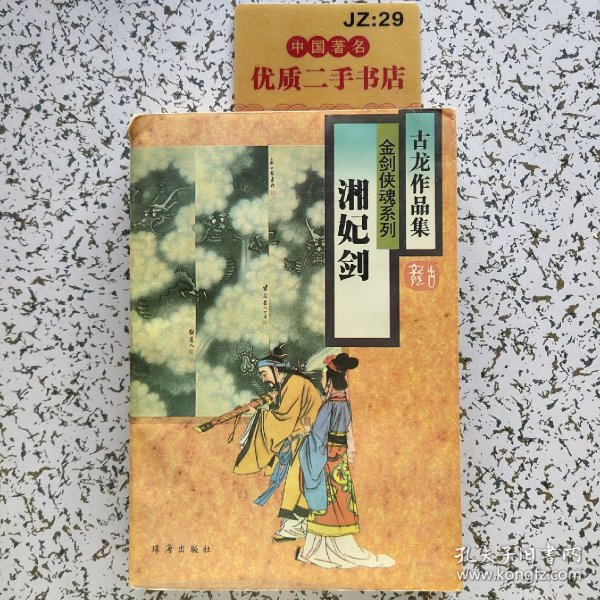 JZ:29
中国著名
优质二手书店
古龙作品集
金剑侠魂系列
湘妃剑
珠海出版社
孔夫子旧书网
www.kongfz.com